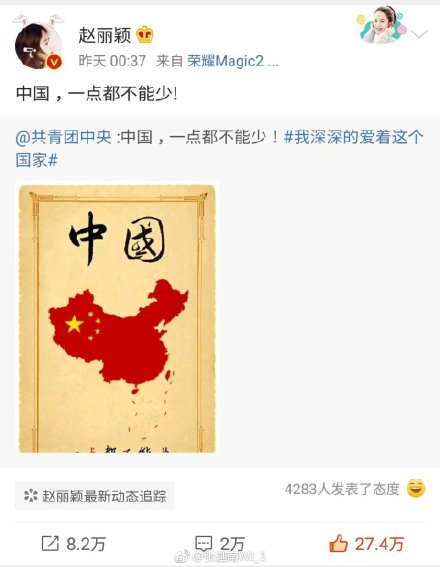 赵丽颖
昨天 00:37 来自 荣耀Magic2 ...
中国，一点都不能少!
@共青团中央 :中国，一点都不能少！#我深深的爱着这个
国家#
中國
赵丽颖最新动态追踪
4283人发表了态度
8.2万
2万
27.4万